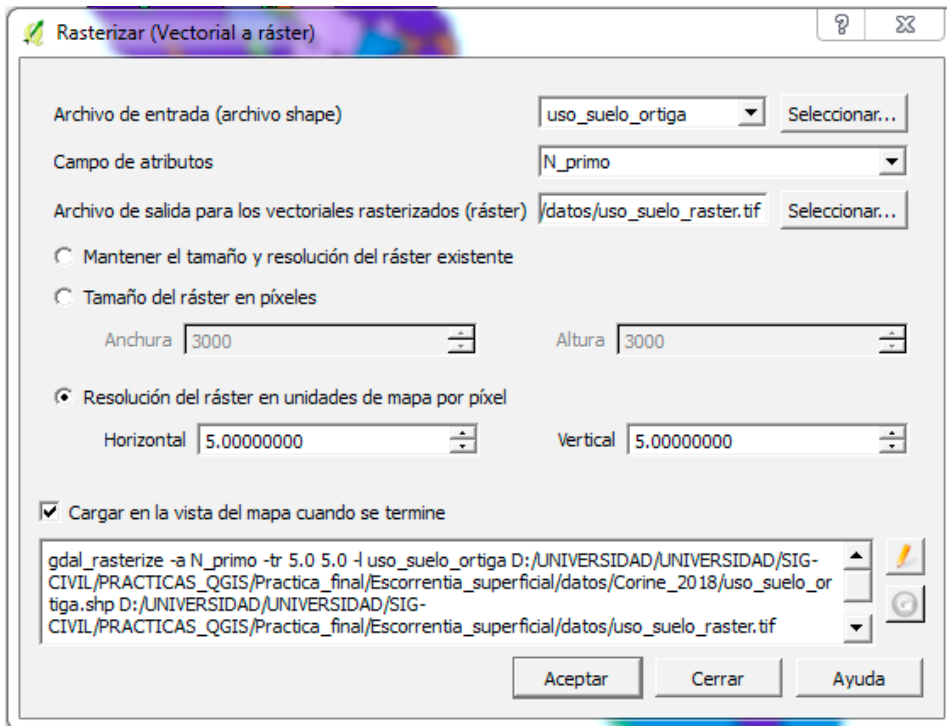 Rasterizar (Vectorial a ráster)
Archivo de entrada (archivo shape) uso_suelo_ortiga Seleccionar...
Campo de atributos N_primo
Archivo de salida para los vectoriales rasterizados (ráster) /datos/uso_suelo_raster.tif Seleccionar...
Mantener el tamaño y resolución del ráster existente
Tamaño del ráster en píxeles
Anchura 3000 Altura 3000
Resolución del ráster en unidades de mapa por píxel
Horizontal 5.00000000 Vertical 5.00000000
Cargar en la vista del mapa cuando se termine
gdal_rasterize -a N_primo -tr 5.0 5.0 -l uso_suelo_ortiga D:/UNIVERSIDAD/UNIVERSIDAD/SIG-
CIVIL/PRACTICAS_QGIS/Practica_final/Escorrentia_superficial/datos/Corine_2018/uso_suelo_or
tiga.shp D:/UNIVERSIDAD/UNIVERSIDAD/SIG-
CIVIL/PRACTICAS_QGIS/Practica_final/Escorrentia_superficial/datos/uso_suelo_raster.tif
Aceptar Cerrar Ayuda